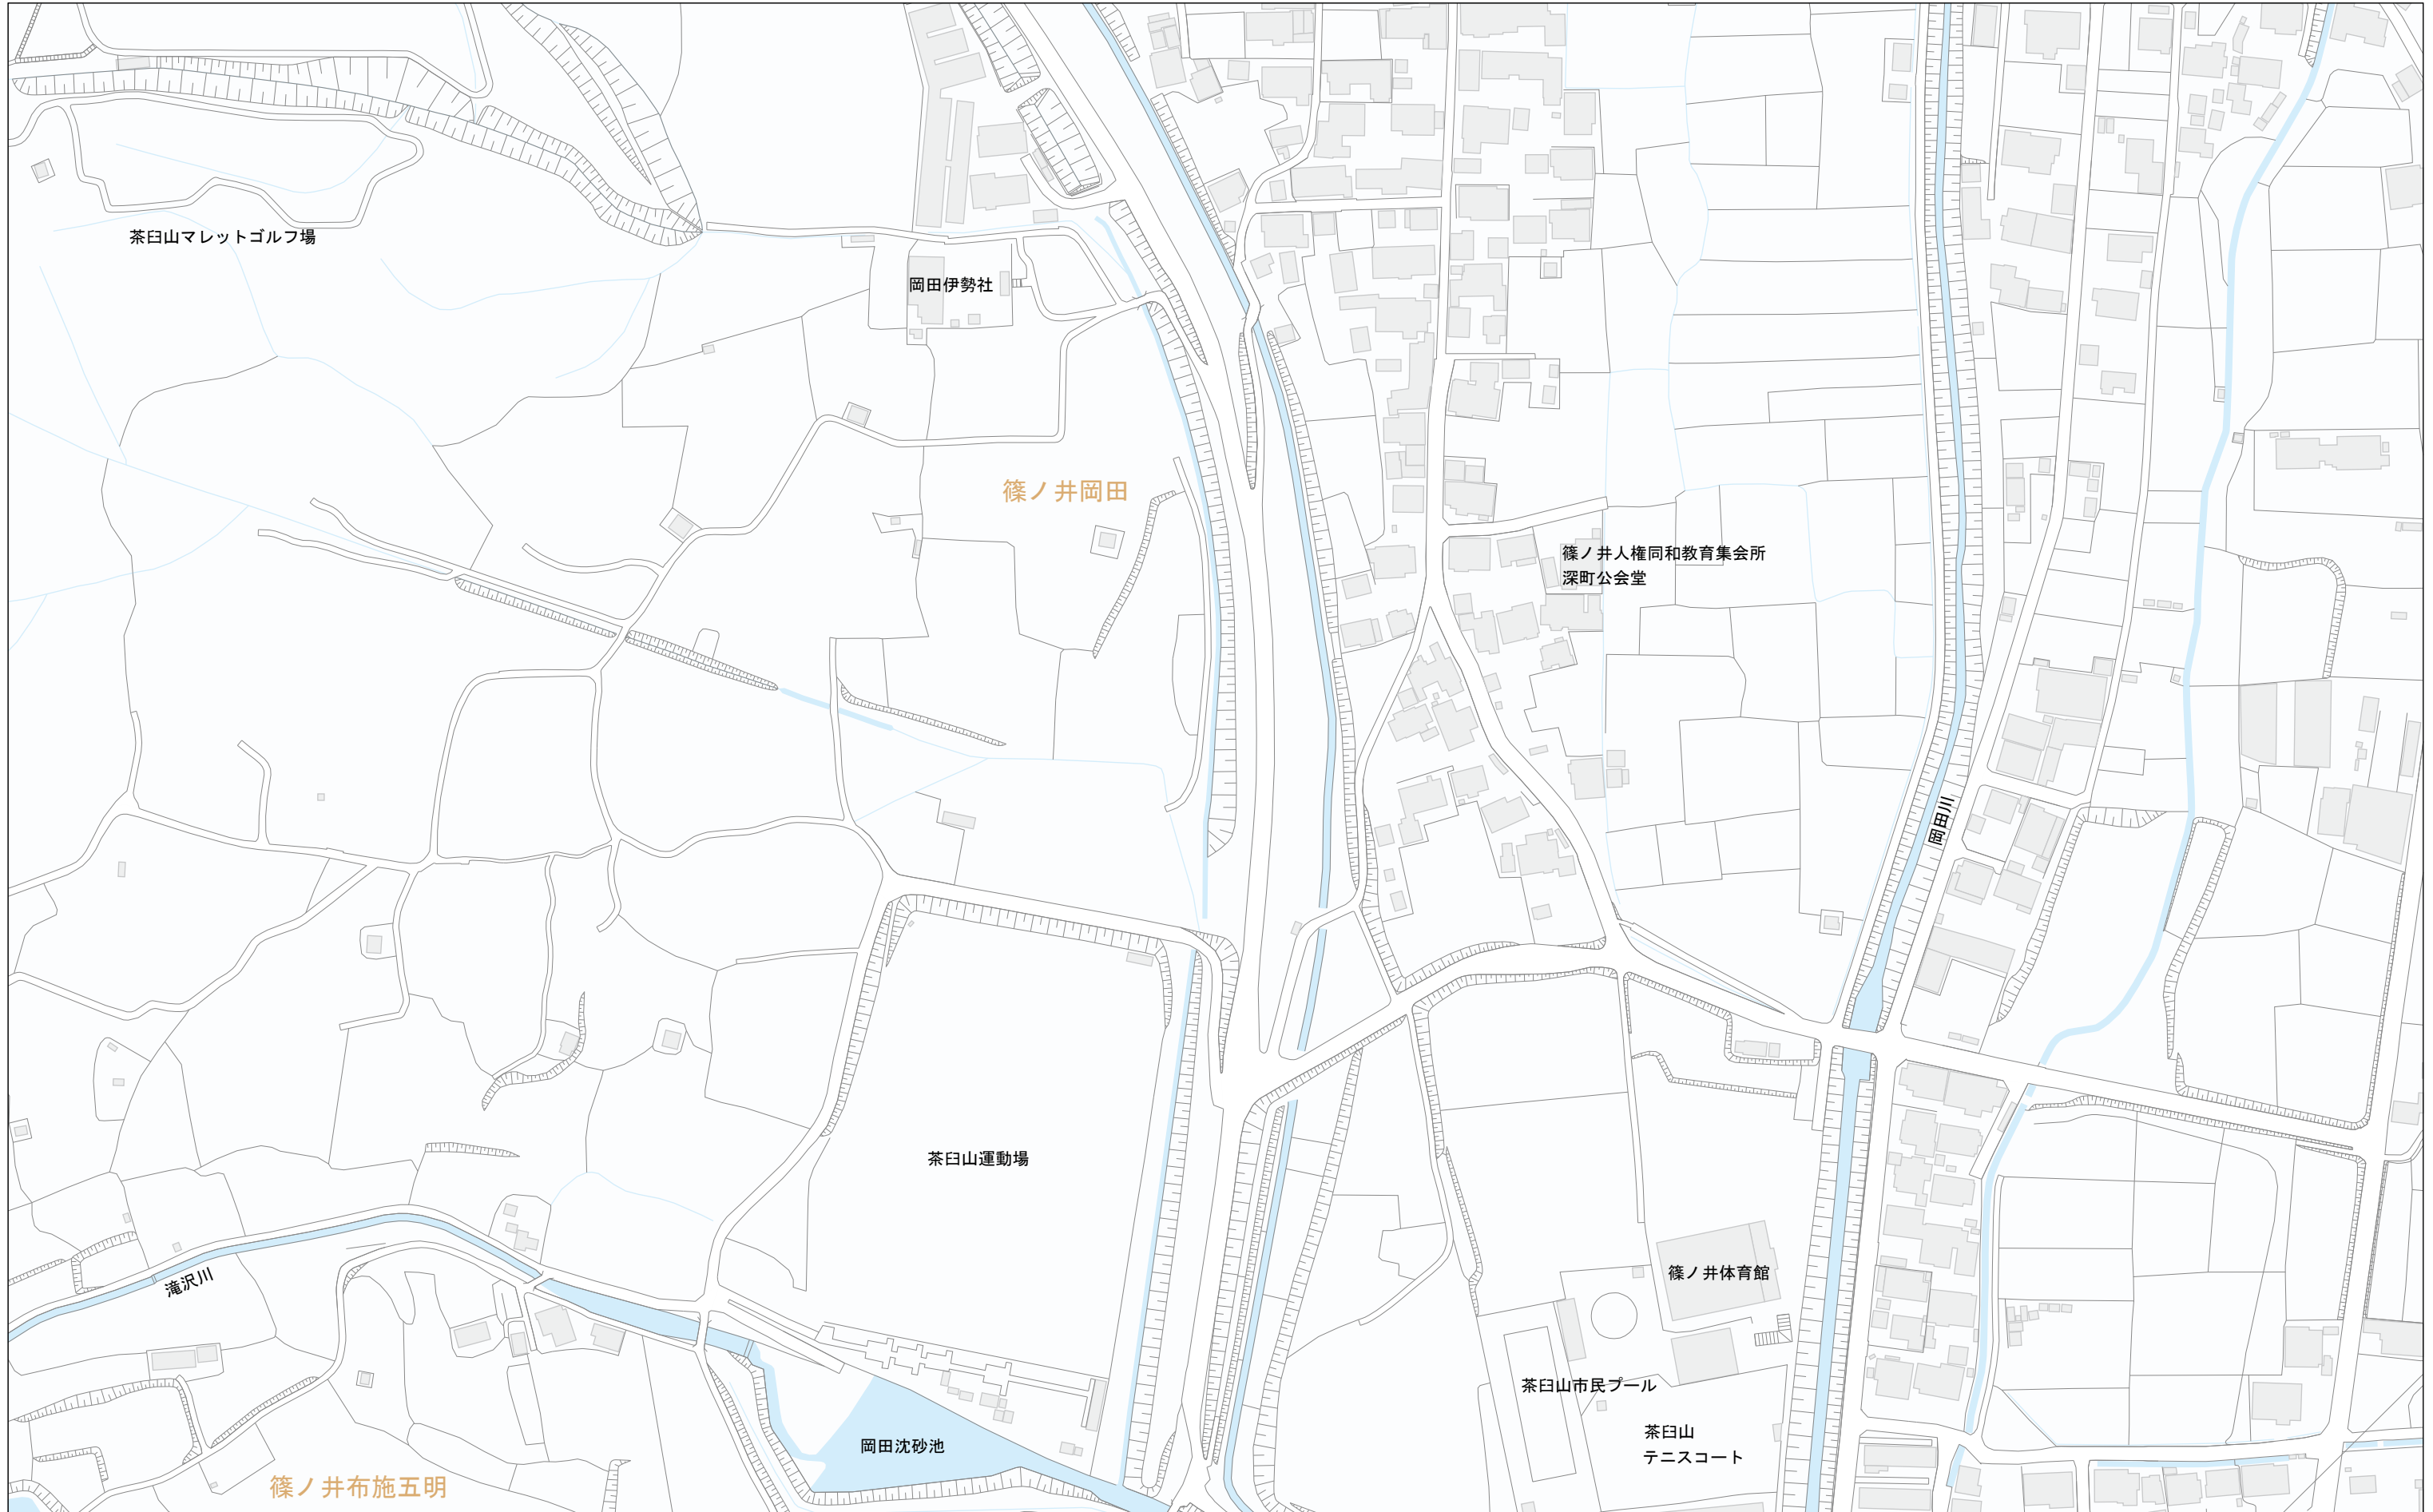 茶臼山マレットゴルフ場
岡田伊勢社
篠ノ井岡田
篠ノ井人権同和教育集会所
深町公会堂
岡田川
茶臼山運動場
滝沢川
篠ノ井体育館
茶臼山市民プール
茶臼山
テニスコート
岡田沈砂池
篠ノ井布施五明